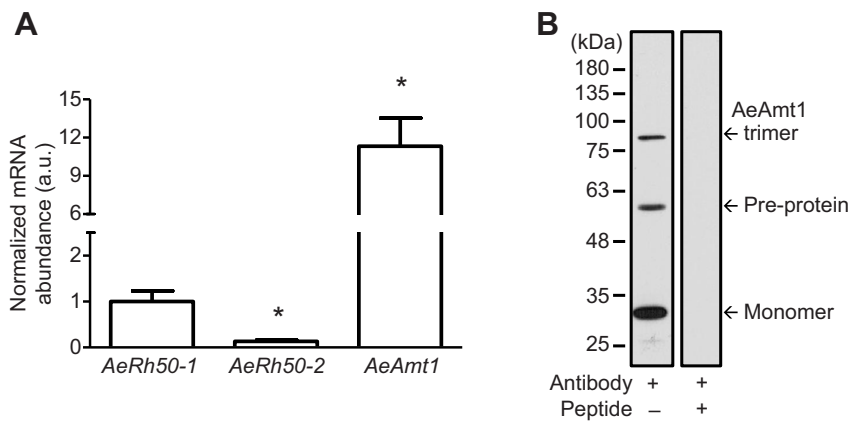 A
Normalized mRNA
abundance (a.u.)
15
12
9
6
2
1
0
*
*
AeRh50-1
AeRh50-2
AeAmt1
B
(kDa)
180
135
100
75
63
48
35
25
AeAmt1
← trimer
← Pre-protein
← Monomer
Antibody + +
Peptide – +